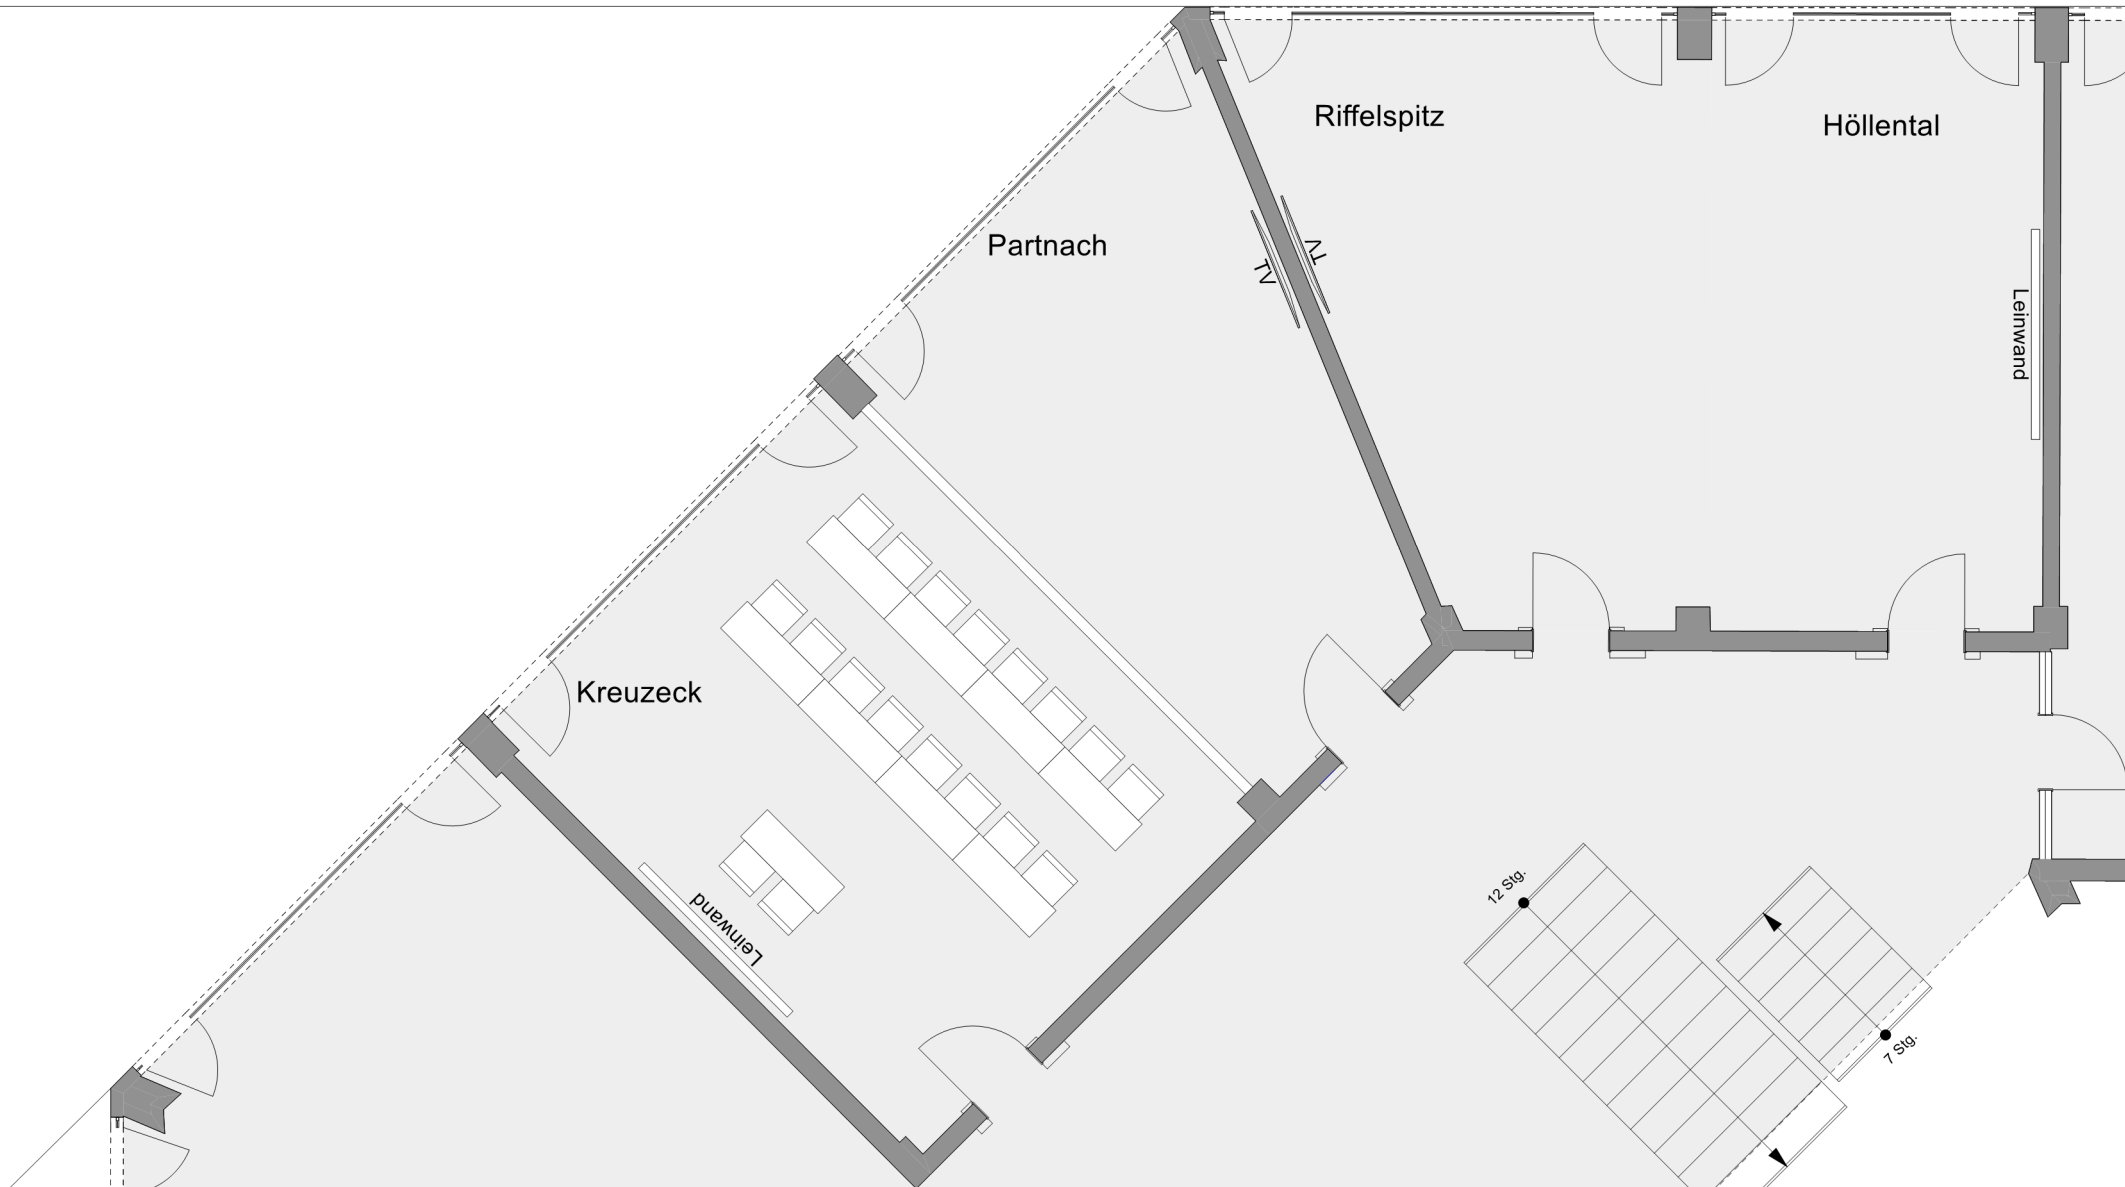 Riffelspitz
Höllental
Partnach
TV
TV
Leinwand
Kreuzeck
Leinwand
12 Stg.
7 Stg.